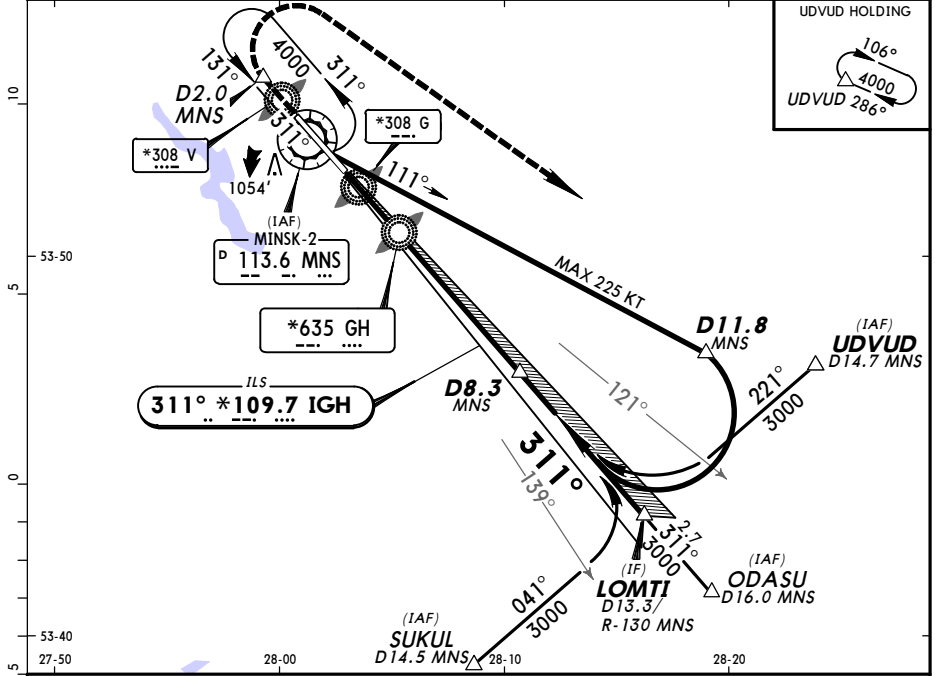 UDVUD HOLDING
106°
4000
UDVUD 286°
4000
311°
131°
D2.0
MNS
311°
*308 V
*308 G
1054'
111°
(IAF)
MINSK-2
D 113.6 MNS
MAX 225 KT
*635 GH
D11.8
MNS
(IAF)
UDVUD
D14.7 MNS
221°
3000
D8.3
MNS
121°
ILS
311° *109.7 IGH
311°
139°
2.7
311°
3000
(IF)
LOMTI
D13.3/
R-130 MNS
(IAF)
ODASU
D16.0 MNS
041°
3000
(IAF)
SUKUL
D14.5 MNS
10
53-50
5
0
53-40
5
27-50
28-00
28-10
28-20